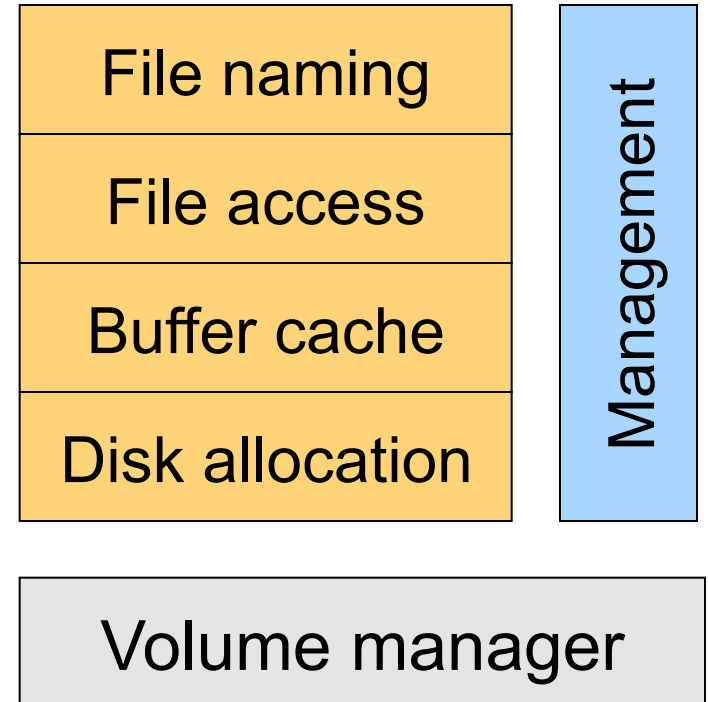 File naming
File access
Buffer cache
Disk allocation
Management
Volume manager